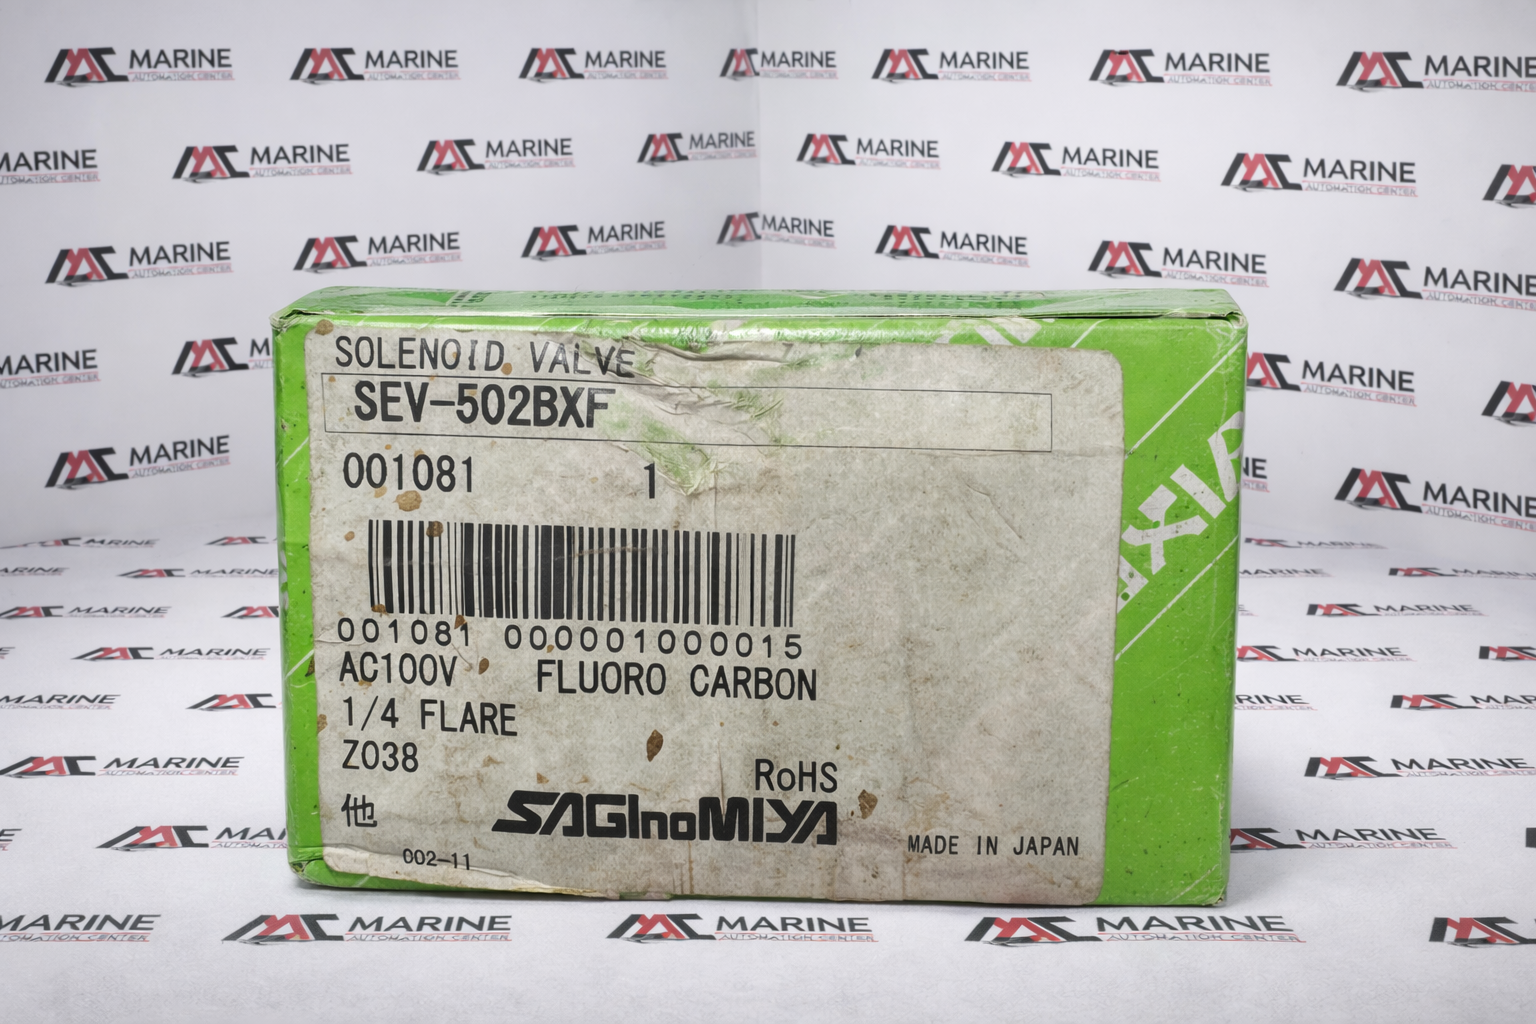 SOLENOID VALVE
SEV-502BXF
001081 1
001081 000001000015
AC100V FLUORO CARBON
1/4 FLARE
Z038
RoHS
他
SAGInoMIYA
MADE IN JAPAN
002-11
MARINE
AUTOMATION CENTER